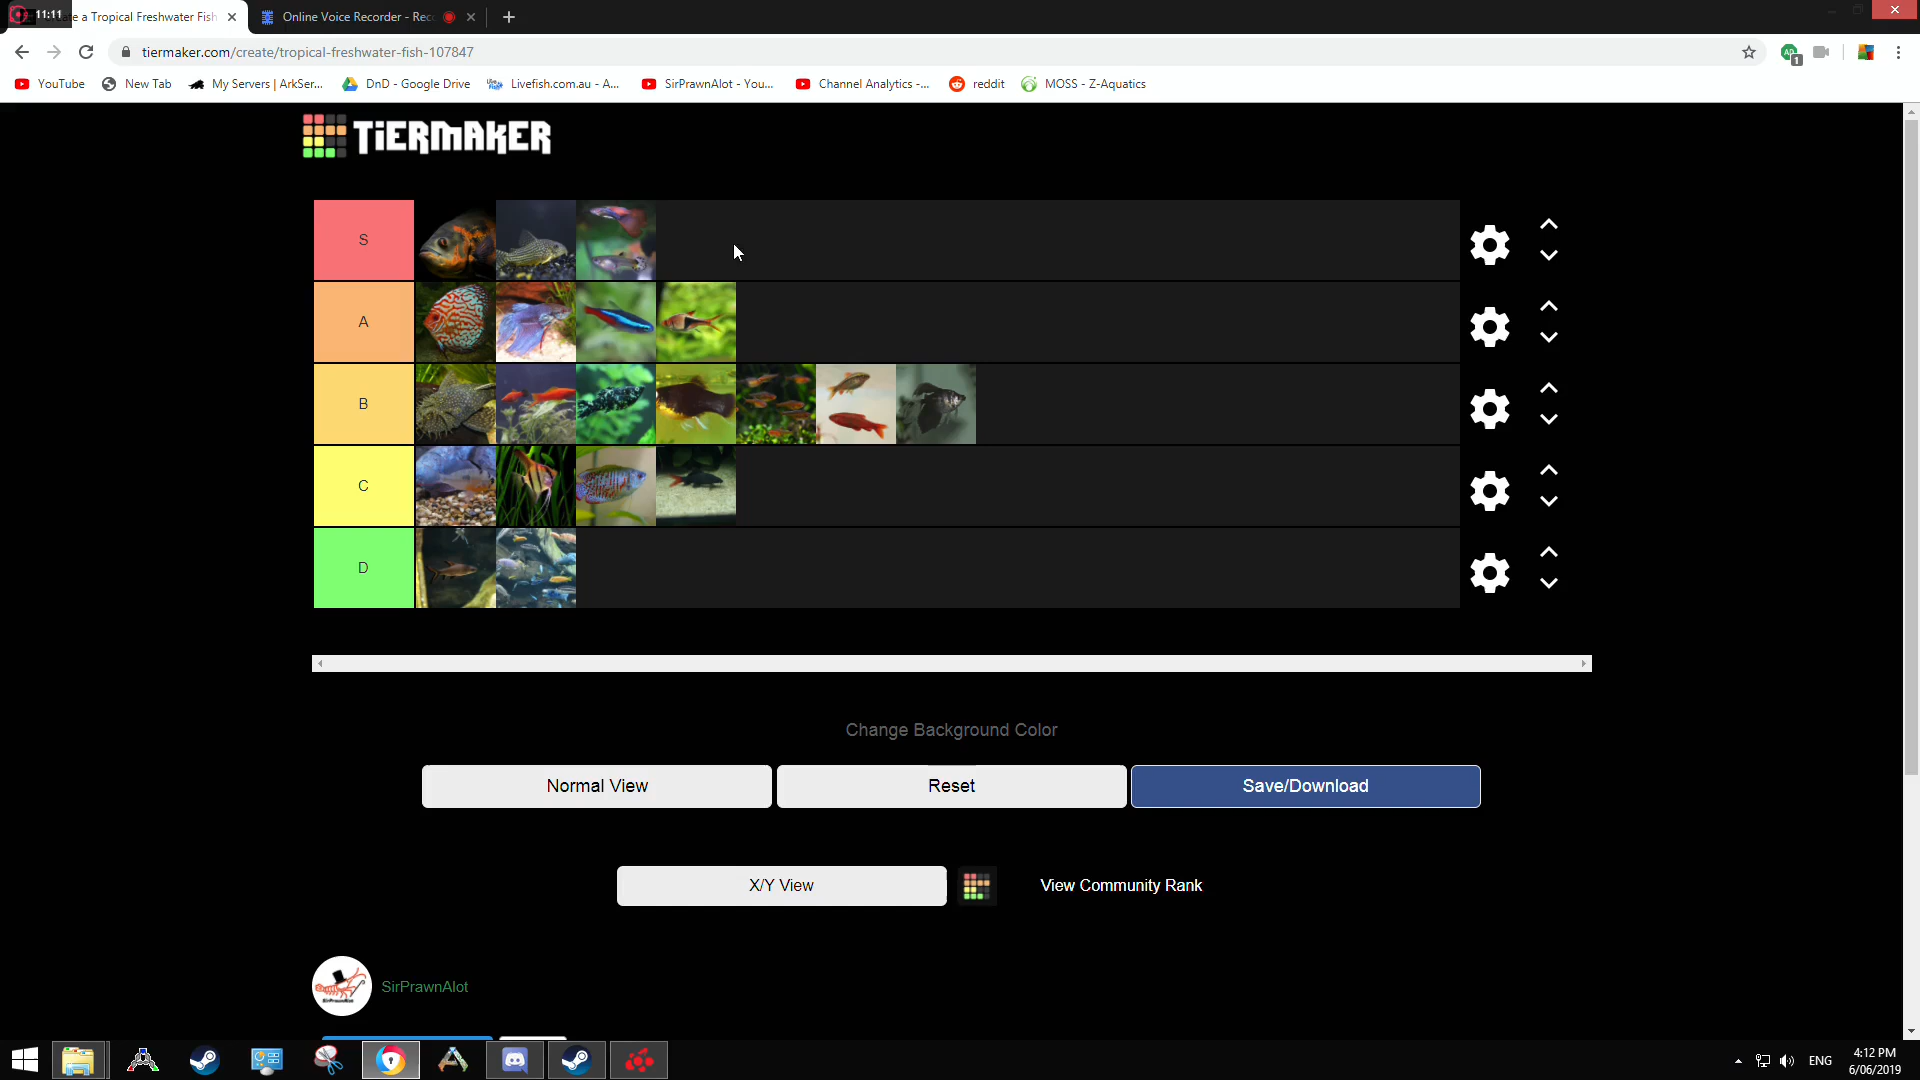 11:11
a Tropical Freshwater Fish
Online Voice Recorder - Rec
tiermaker.com/create/tropical-freshwater-fish-107847
1
YouTube
New Tab
My Servers | ArkSer...
DnD - Google Drive
Livefish.com.au - A...
SirPrawnAlot - You...
Channel Analytics -...
reddit
MOSS - Z-Aquatics
TIERMAKER
S
A
B
C
D
Change Background Color
Normal View
Reset
Save/Download
X/Y View
View Community Rank
SirPrawnAlot
ENG
4:12 PM
6/06/2019